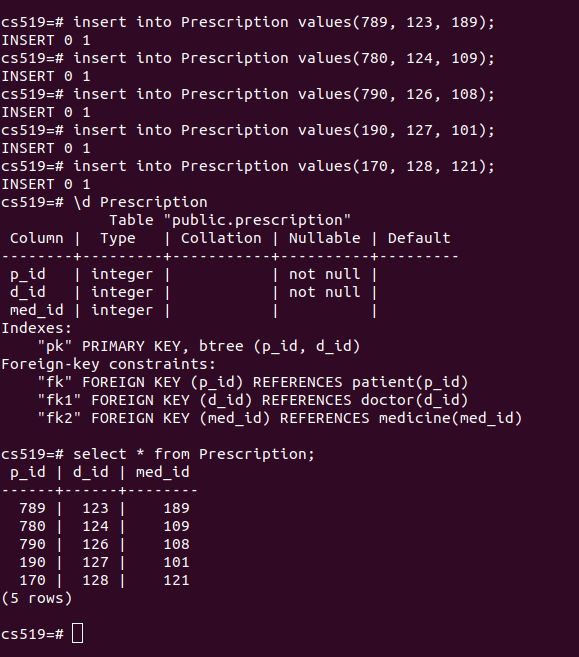 cs519=# insert into Prescription values(789, 123, 189);
INSERT 0 1
cs519=# insert into Prescription values(780, 124, 109);
INSERT 0 1
cs519=# insert into Prescription values(790, 126, 108);
INSERT 0 1
cs519=# insert into Prescription values(190, 127, 101);
INSERT 0 1
cs519=# insert into Prescription values(170, 128, 121);
INSERT 0 1
cs519=# \d Prescription
            Table "public.prescription"
 Column |  Type   | Collation | Nullable | Default
--------+---------+-----------+----------+---------
 p_id   | integer |           | not null |
 d_id   | integer |           | not null |
 med_id | integer |           |          |
Indexes:
    "pk" PRIMARY KEY, btree (p_id, d_id)
Foreign-key constraints:
    "fk" FOREIGN KEY (p_id) REFERENCES patient(p_id)
    "fk1" FOREIGN KEY (d_id) REFERENCES doctor(d_id)
    "fk2" FOREIGN KEY (med_id) REFERENCES medicine(med_id)

cs519=# select * from Prescription;
 p_id | d_id | med_id
------+------+--------
  789 |  123 |    189
  780 |  124 |    109
  790 |  126 |    108
  190 |  127 |    101
  170 |  128 |    121
(5 rows)

cs519=#